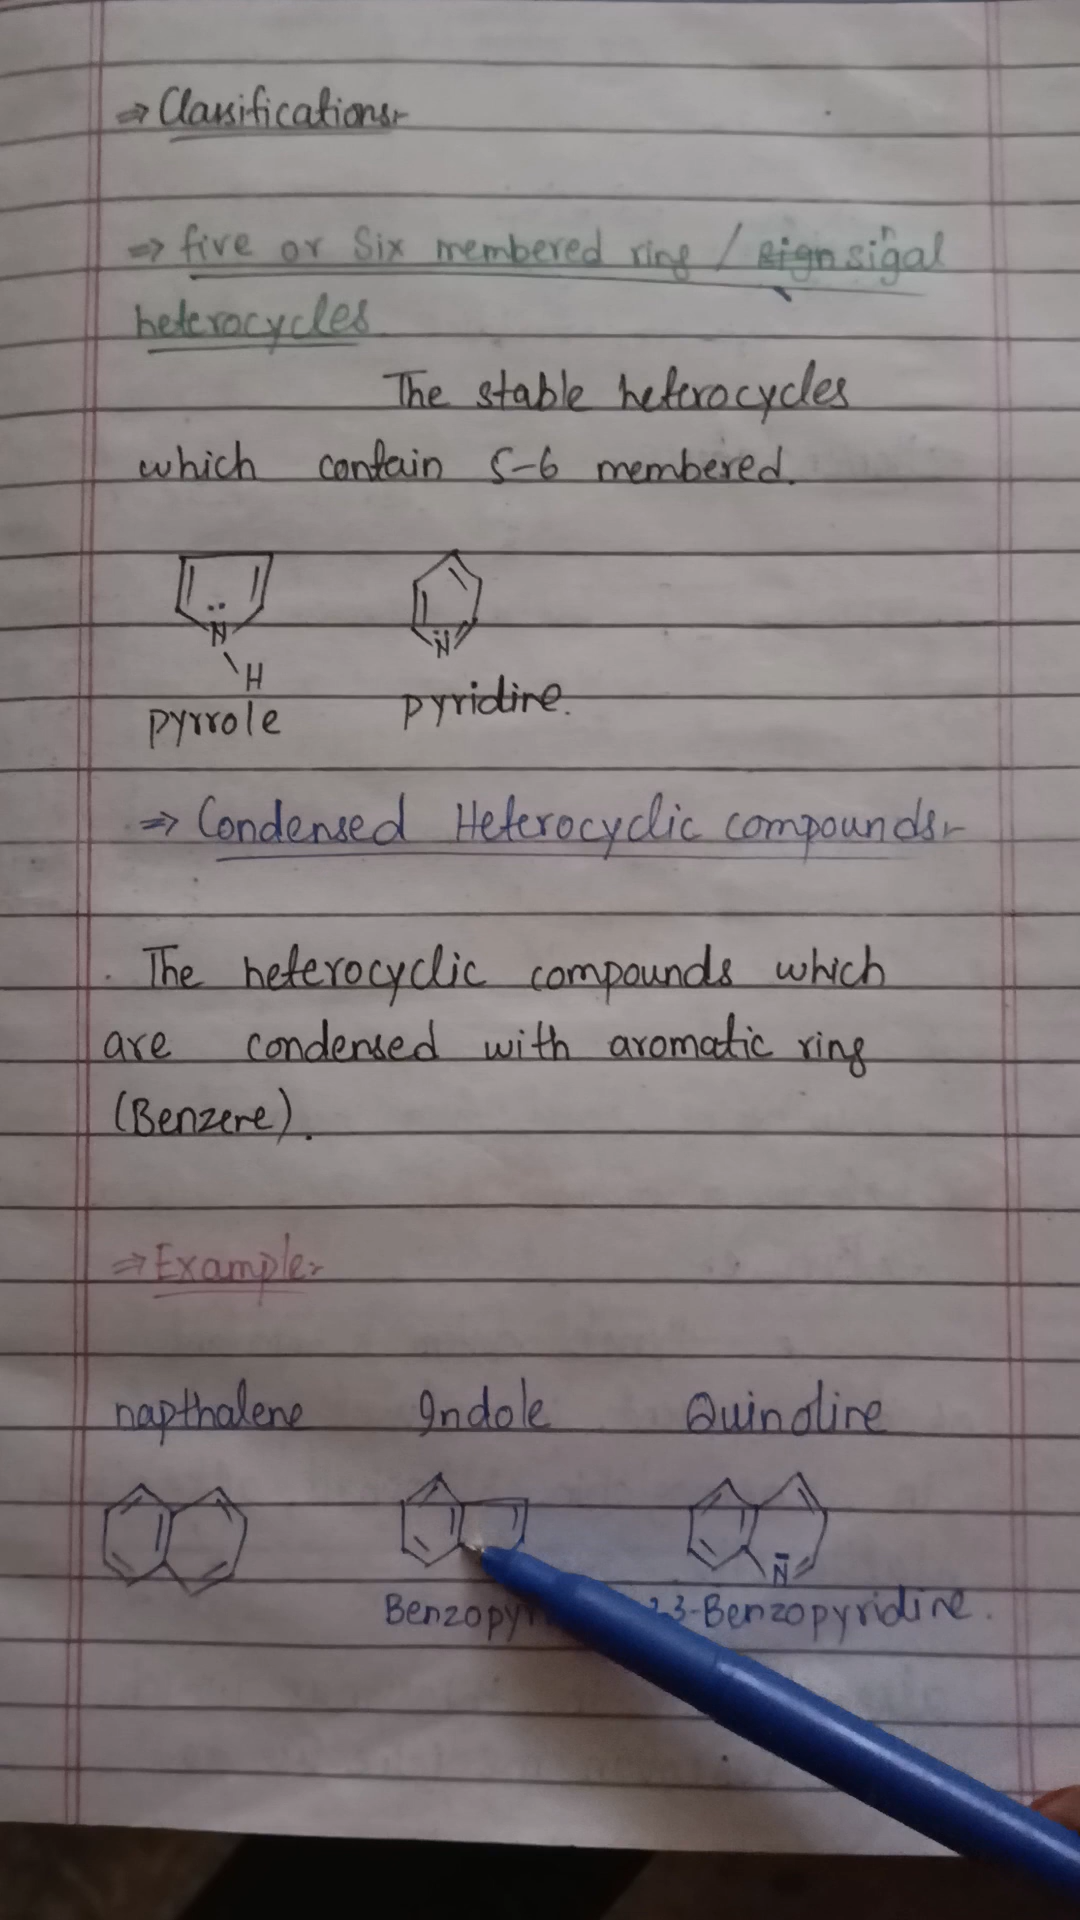 ⇒ Classifications:-
⇒ five or Six membered ring / sign singal
heterocycles
The stable heterocycles
which contain 5-6 membered.
N
H
N
pyrrole pyridine.
⇒ Condensed Heterocyclic compounds:-
The heterocyclic compounds which
are condensed with aromatic ring
(Benzene).
⇒ Example:-
napthalene Indole Quinoline
N
Benzopy 3-Benzopyridine.